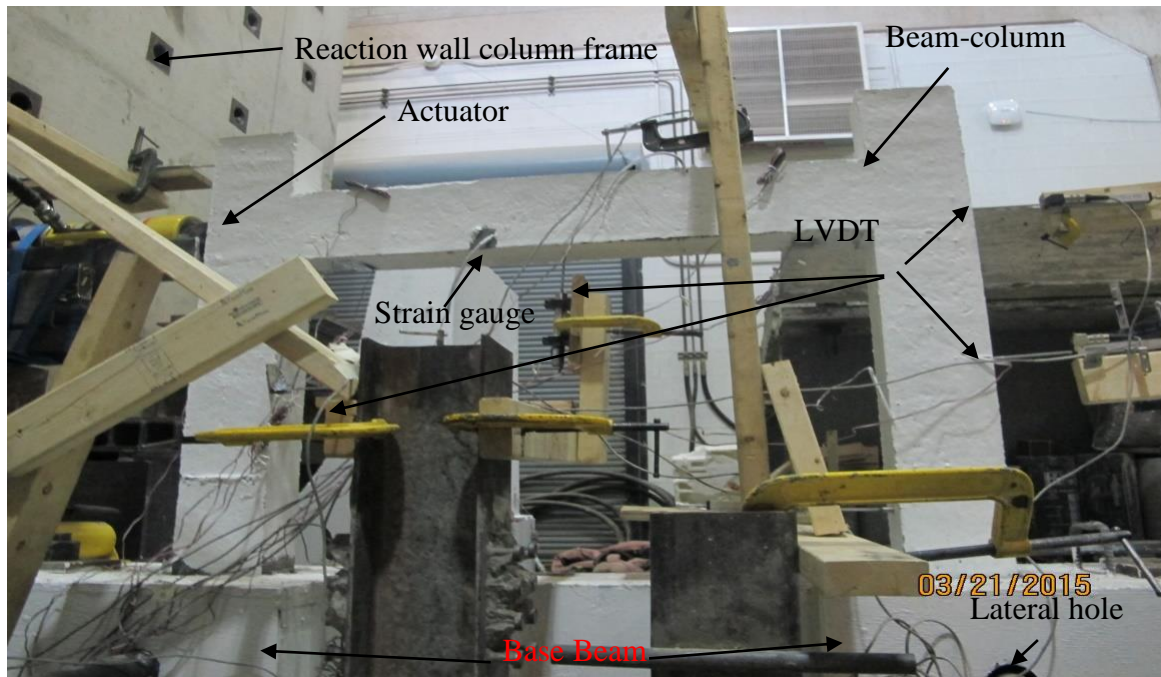 Reaction wall column frame
Beam-column
Actuator
LVDT
Strain gauge
03/21/2015
Lateral hole
Base Beam